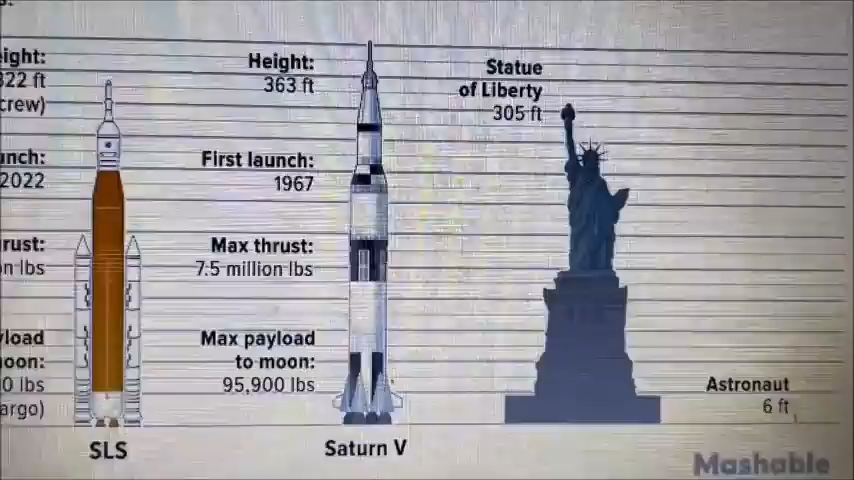 eight:
322 ft
crew)
nch:
2022
rust:
n lbs
yload
oon:
0 lbs
argo)
SLS
Height:
363 ft
First launch:
1967
Max thrust:
7.5 million lbs
Max payload
to moon:
95,900 lbs
Saturn V
Statue
of Liberty
305 ft
Astronaut
6 ft
Mashable